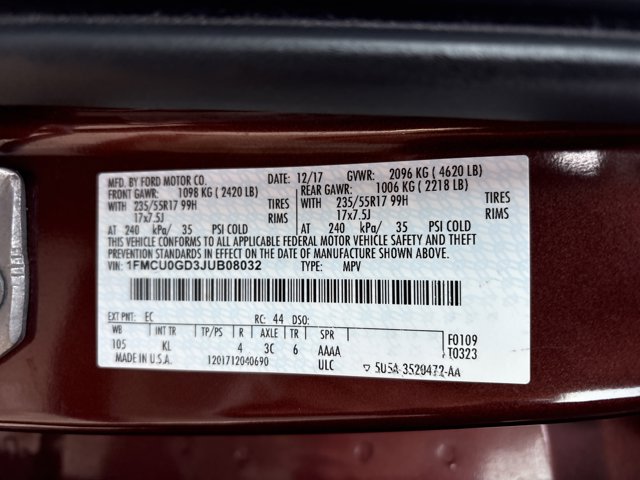 MFD. BY FORD MOTOR CO. DATE: 12/17 GVWR: 2096 KG ( 4620 LB)
FRONT GAWR: 1098 KG ( 2420 LB) REAR GAWR: 1006 KG ( 2218 LB)
WITH 235/55R17 99H TIRES WITH 235/55R17 99H TIRES
17x7.5J RIMS 17x7.5J RIMS
AT 240 kPa/ 35 PSI COLD AT 240 kPa/ 35 PSI COLD
THIS VEHICLE CONFORMS TO ALL APPLICABLE FEDERAL MOTOR VEHICLE SAFETY AND THEFT
PREVENTION STANDARDS IN EFFECT ON THE DATE OF MANUFACTURE SHOWN ABOVE.
VIN: 1FMCU0GD3JUB08032 TYPE: MPV
EXT PNT: EC RC: 44 DSO:
WB INT TR TP/PS R AXLE TR SPR F0109
105 KL 4 3C 6 AAAA T0323
MADE IN U.S.A. 1201712040690 ULC ▽ 5U5A-3520472-AA